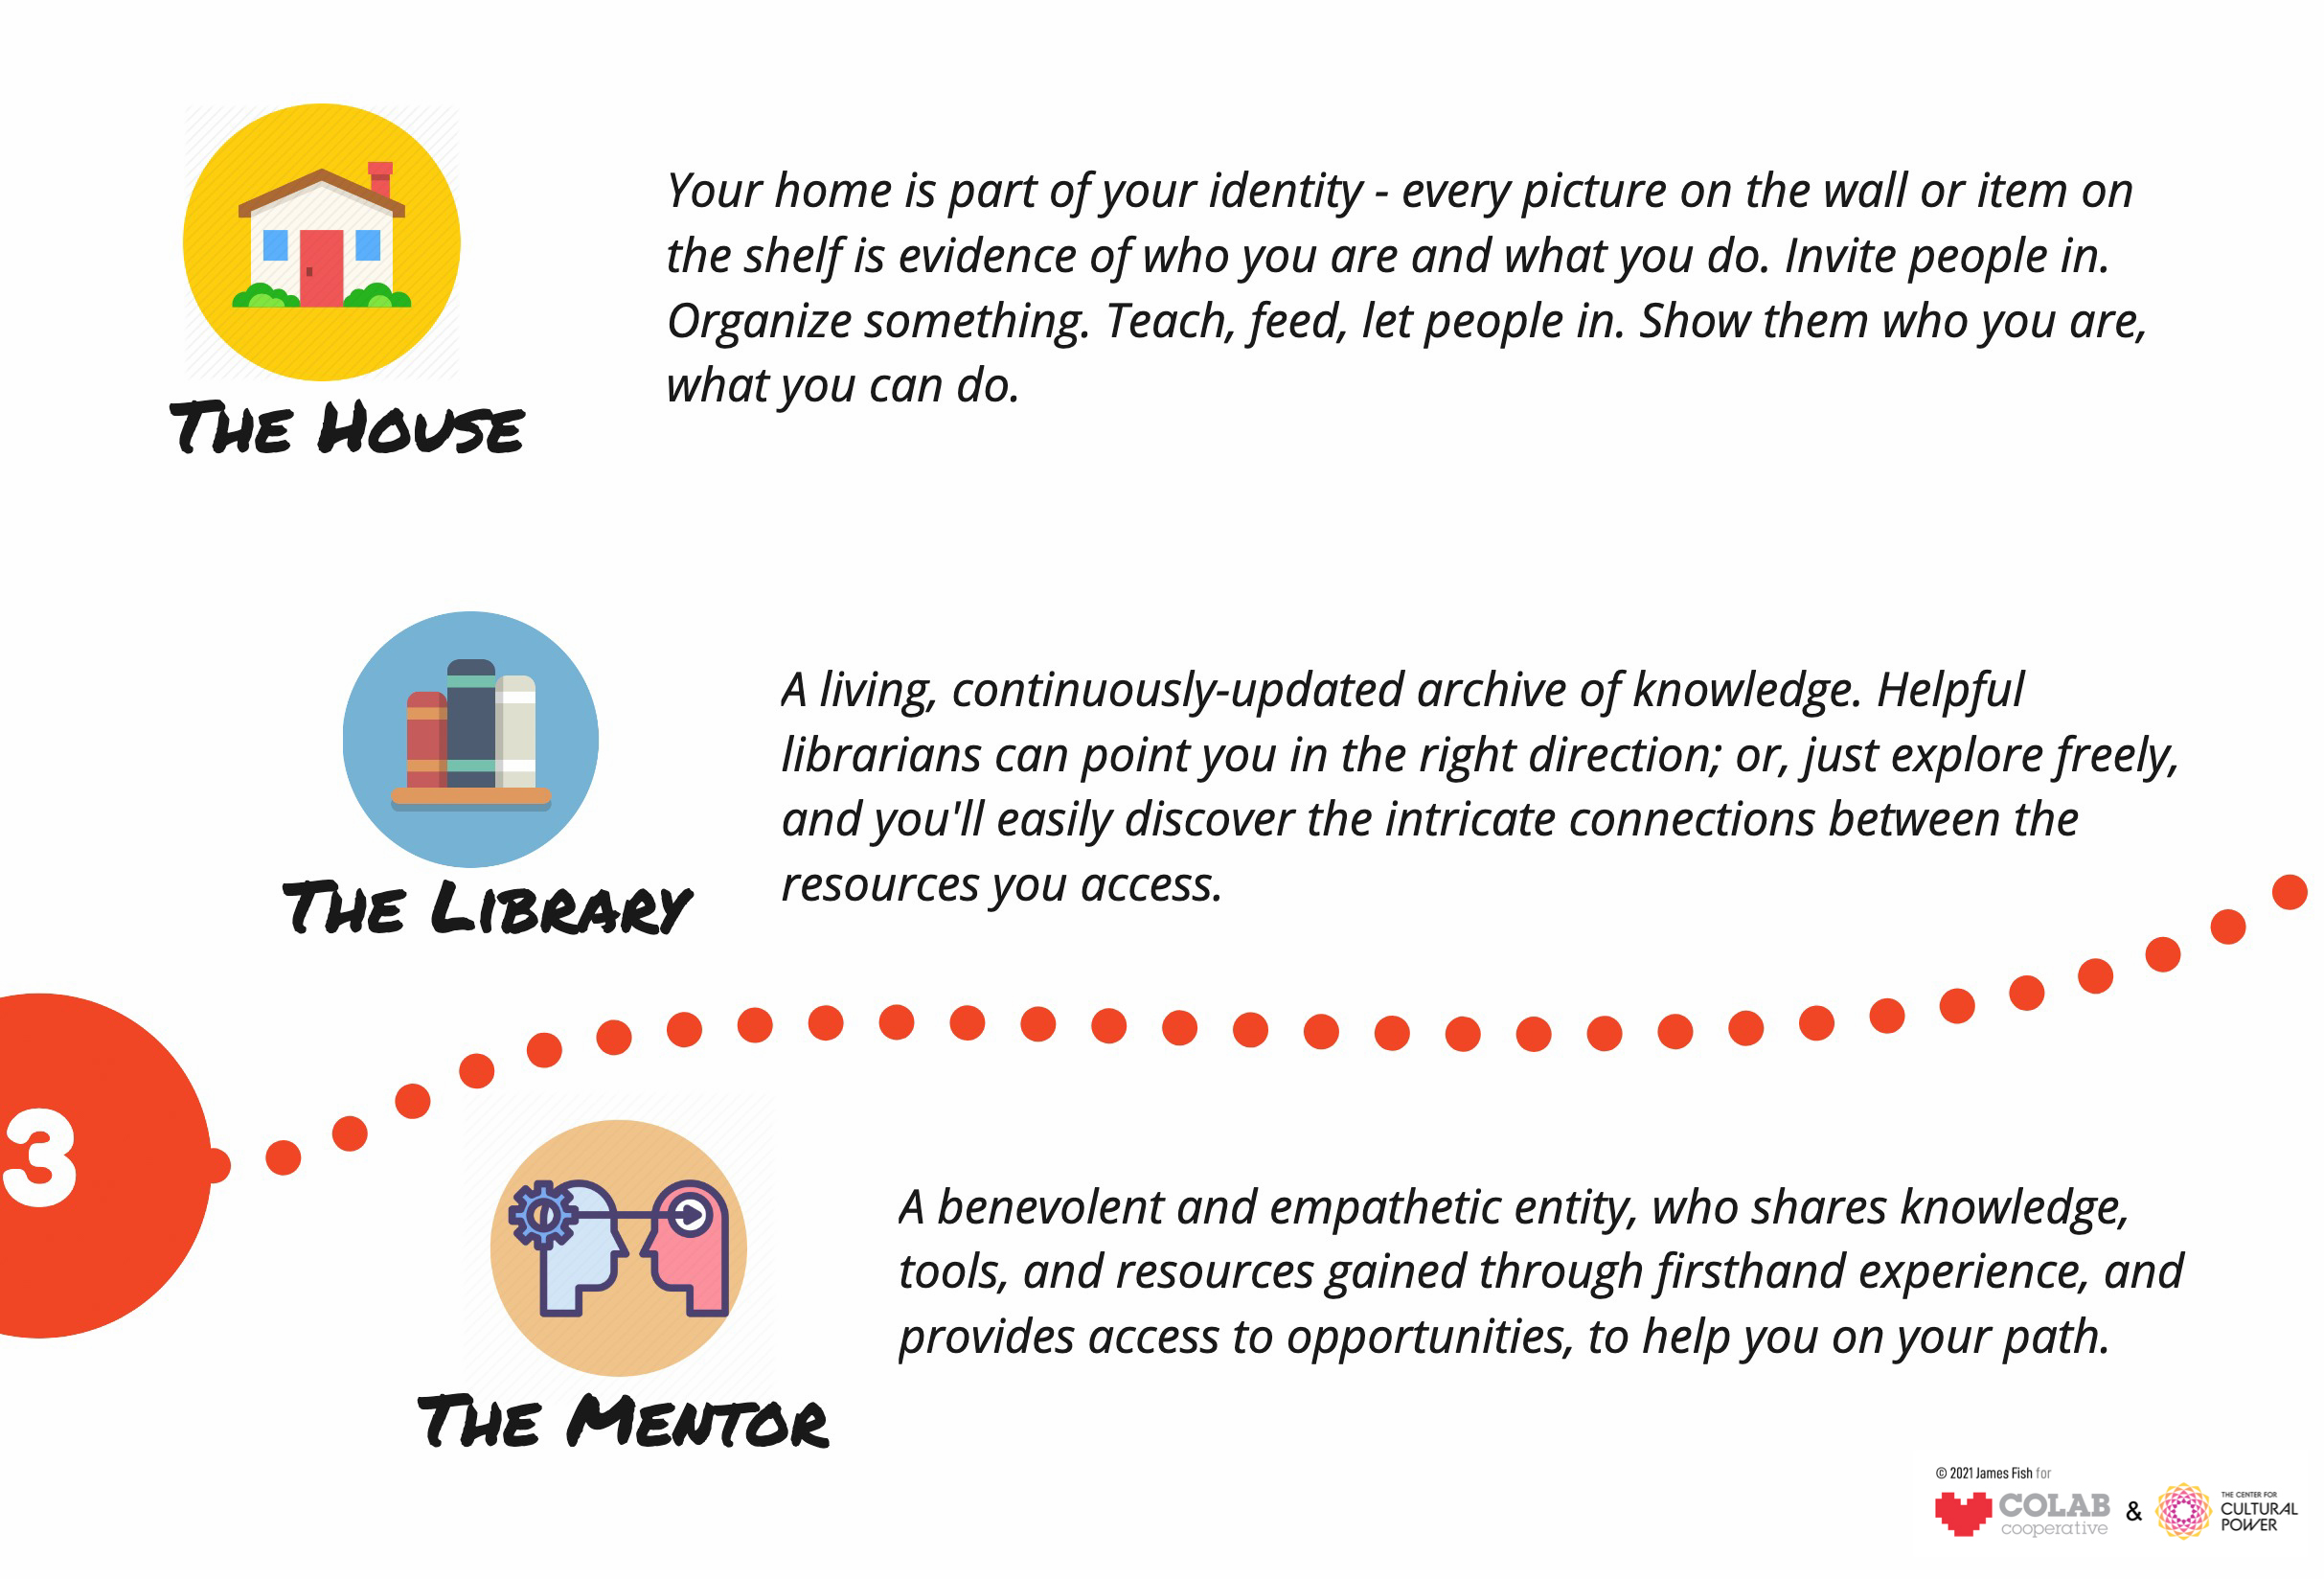 Your home is part of your identity - every picture on the wall or item on
the shelf is evidence of who you are and what you do. Invite people in.
Organize something. Teach, feed, let people in. Show them who you are,
what you can do.
The House
A living, continuously-updated archive of knowledge. Helpful
librarians can point you in the right direction; or, just explore freely,
and you'll easily discover the intricate connections between the
resources you access.
The Library
3
A benevolent and empathetic entity, who shares knowledge,
tools, and resources gained through firsthand experience, and
provides access to opportunities, to help you on your path.
The Mentor
© 2021 James Fish for
COLAB
cooperative
&
THE CENTER FOR
CULTURAL
POWER